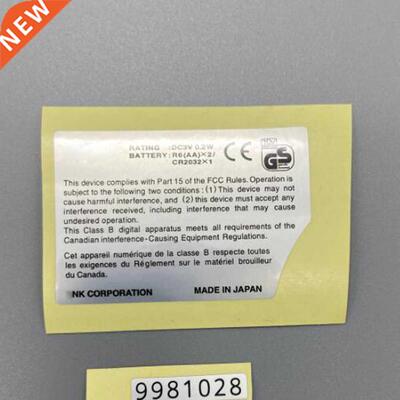 NEW
RATING :DC3V 0.2W
BATTERY: R6(AA)×2/
CR2032×1
CE
GS
This device complies with Part 15 of the FCC Rules. Operation is
subject to the following two conditions : (1) This device may not
cause harmful interference, and (2) this device must accept any
interference received, including interference that may cause
undesired operation.
This Class B digital apparatus meets all requirements of the
Canadian interference-Causing Equipment Regulations.
Cet appareil numérique de la classe B respecte toutes
les exigences du Réglement sur le matériel brouilleur
du Canada.
NK CORPORATION MADE IN JAPAN
9981028